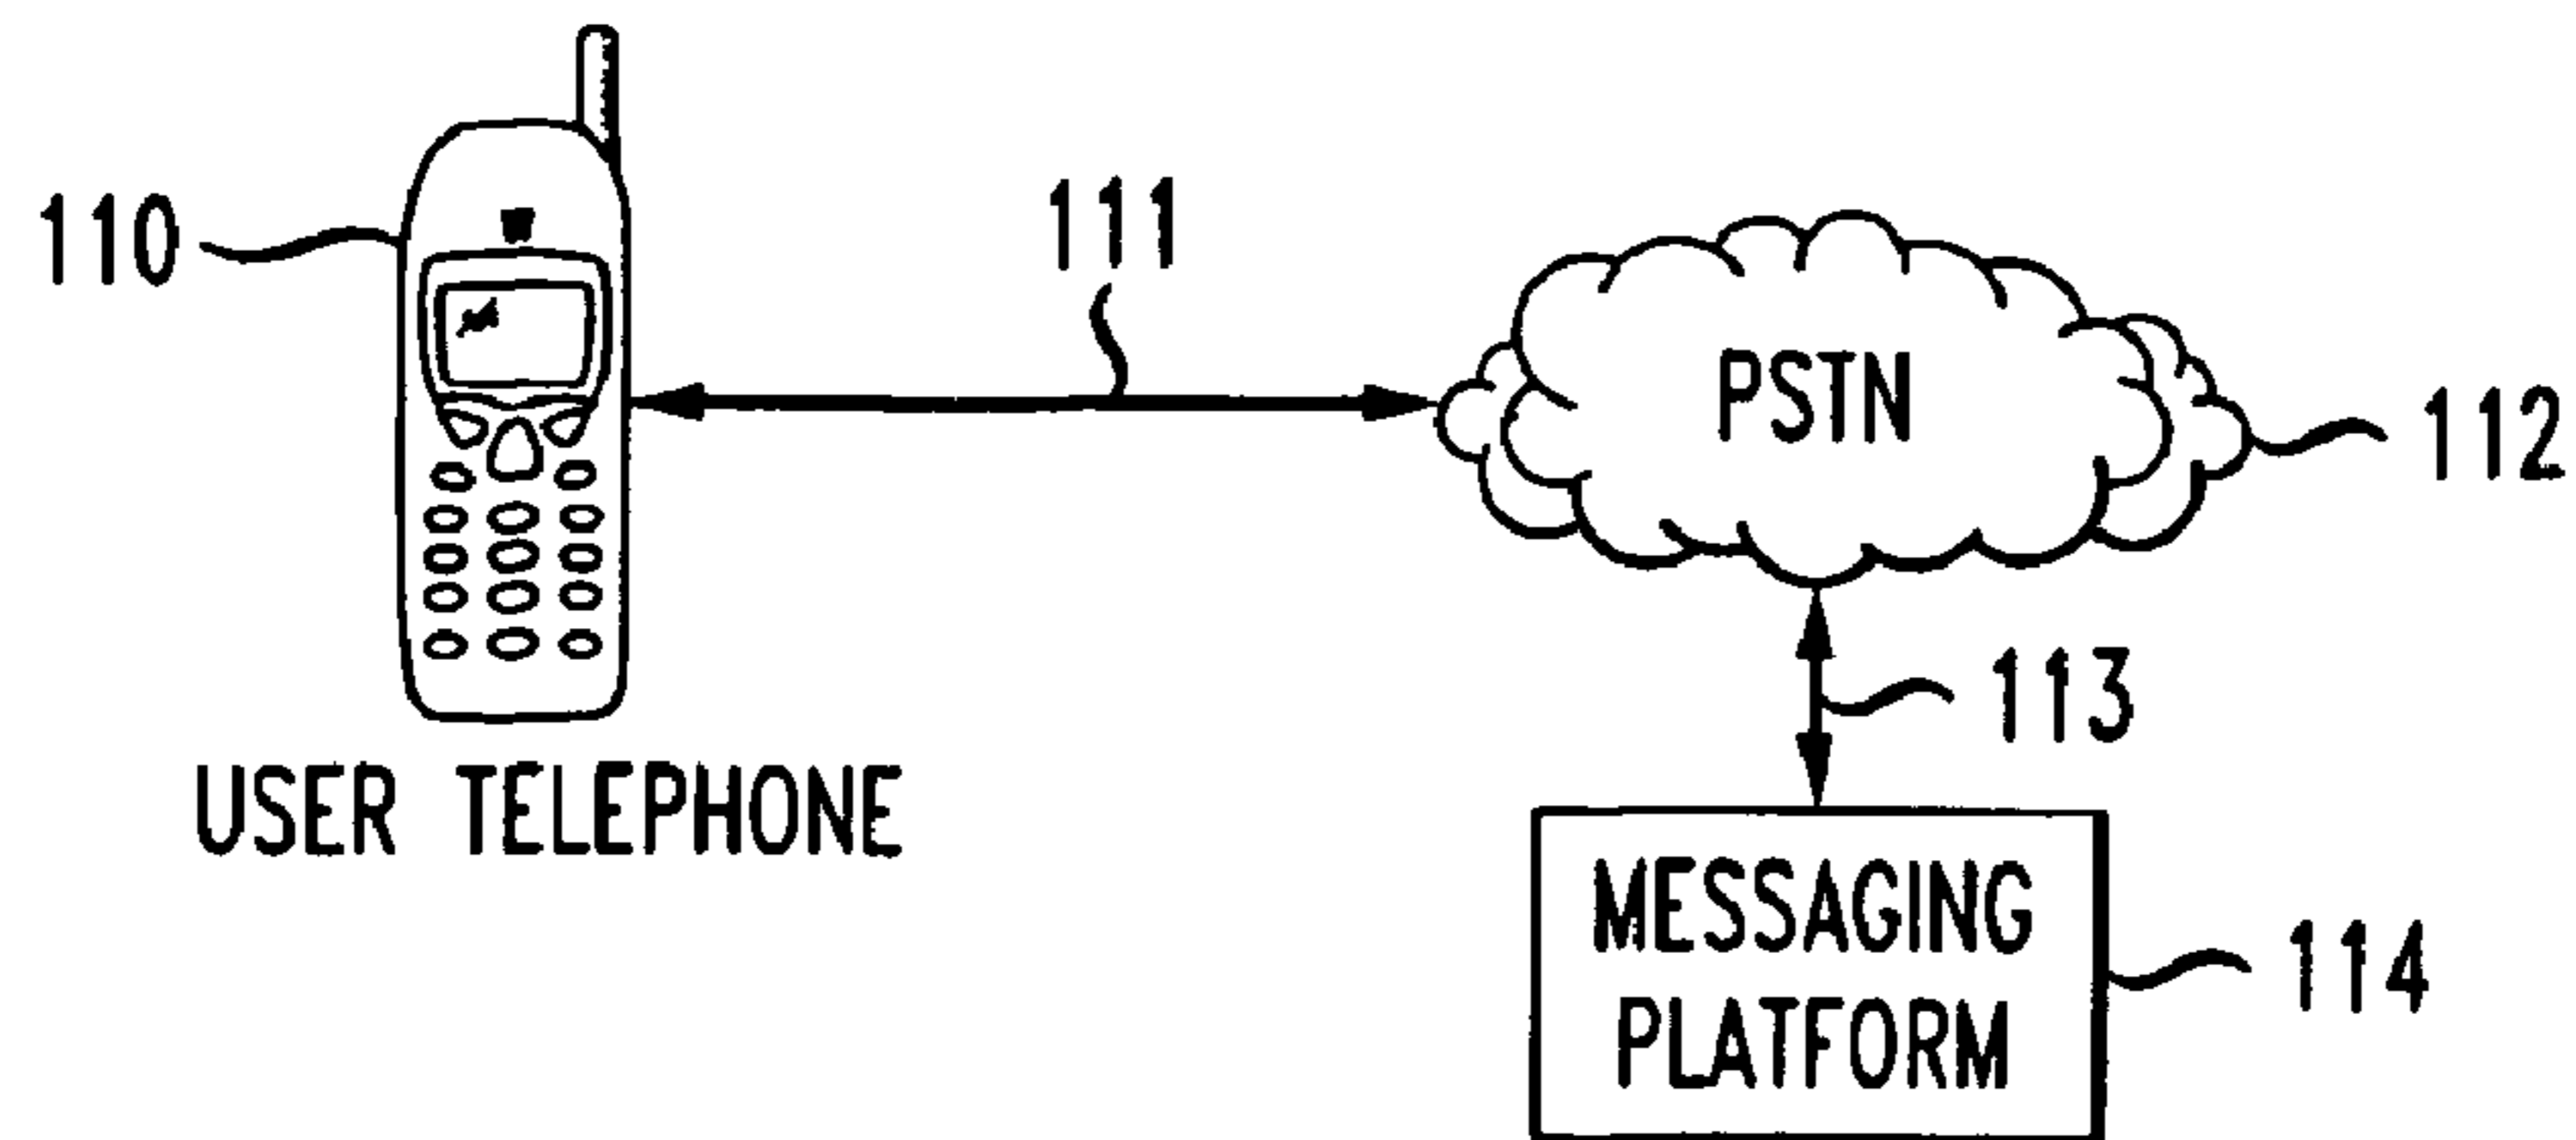 110
111
PSTN
112
113
USER TELEPHONE
MESSAGING
PLATFORM
114